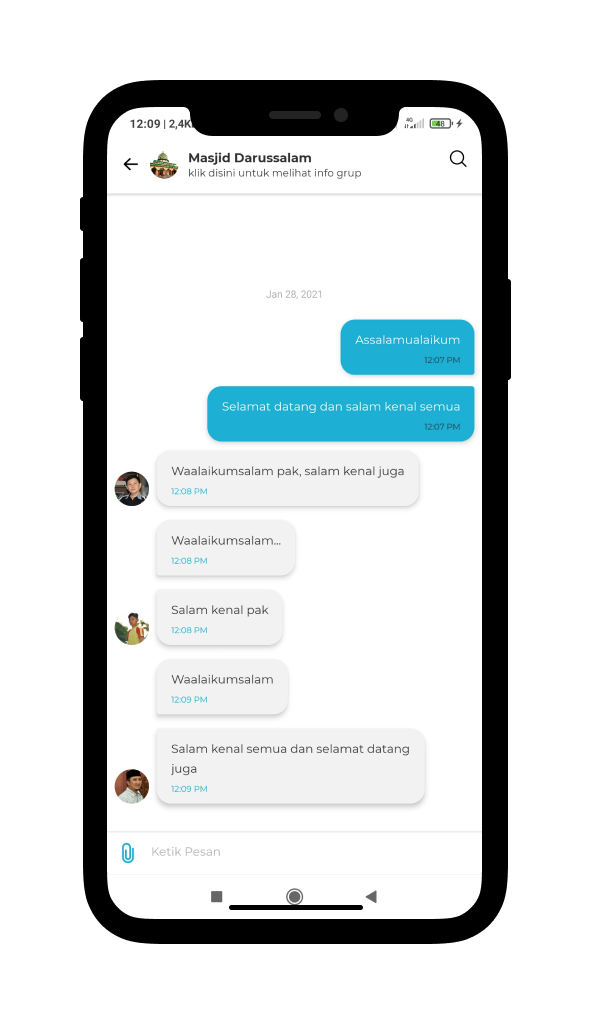 12:09 | 2,4K
4G
48
Masjid Darussalam
klik disini untuk melihat info grup
Jan 28, 2021
Assalamualaikum
12:07 PM
Selamat datang dan salam kenal semua
12:07 PM
Waalaikumsalam pak, salam kenal juga
12:08 PM
Waalaikumsalam...
12:08 PM
Salam kenal pak
12:08 PM
Waalaikumsalam
12:09 PM
Salam kenal semua dan selamat datang
juga
12:09 PM
Ketik Pesan